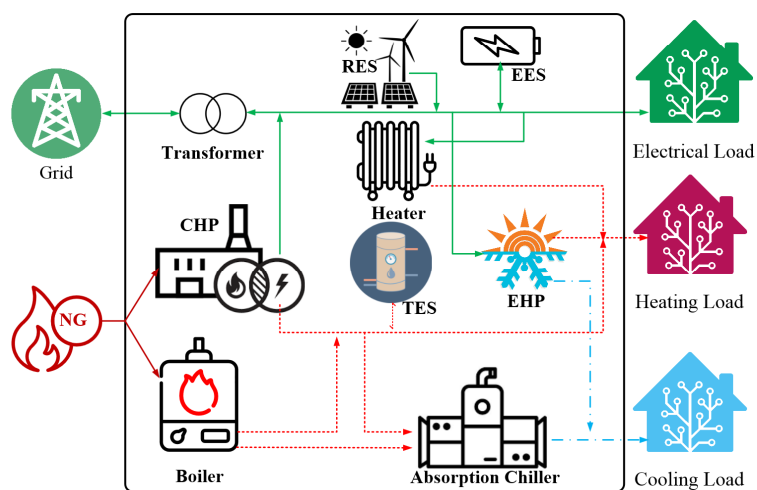 RES
EES
Transformer
Grid
Electrical Load
Heater
CHP
TES
EHP
Heating Load
NG
Boiler
Absorption Chiller
Cooling Load